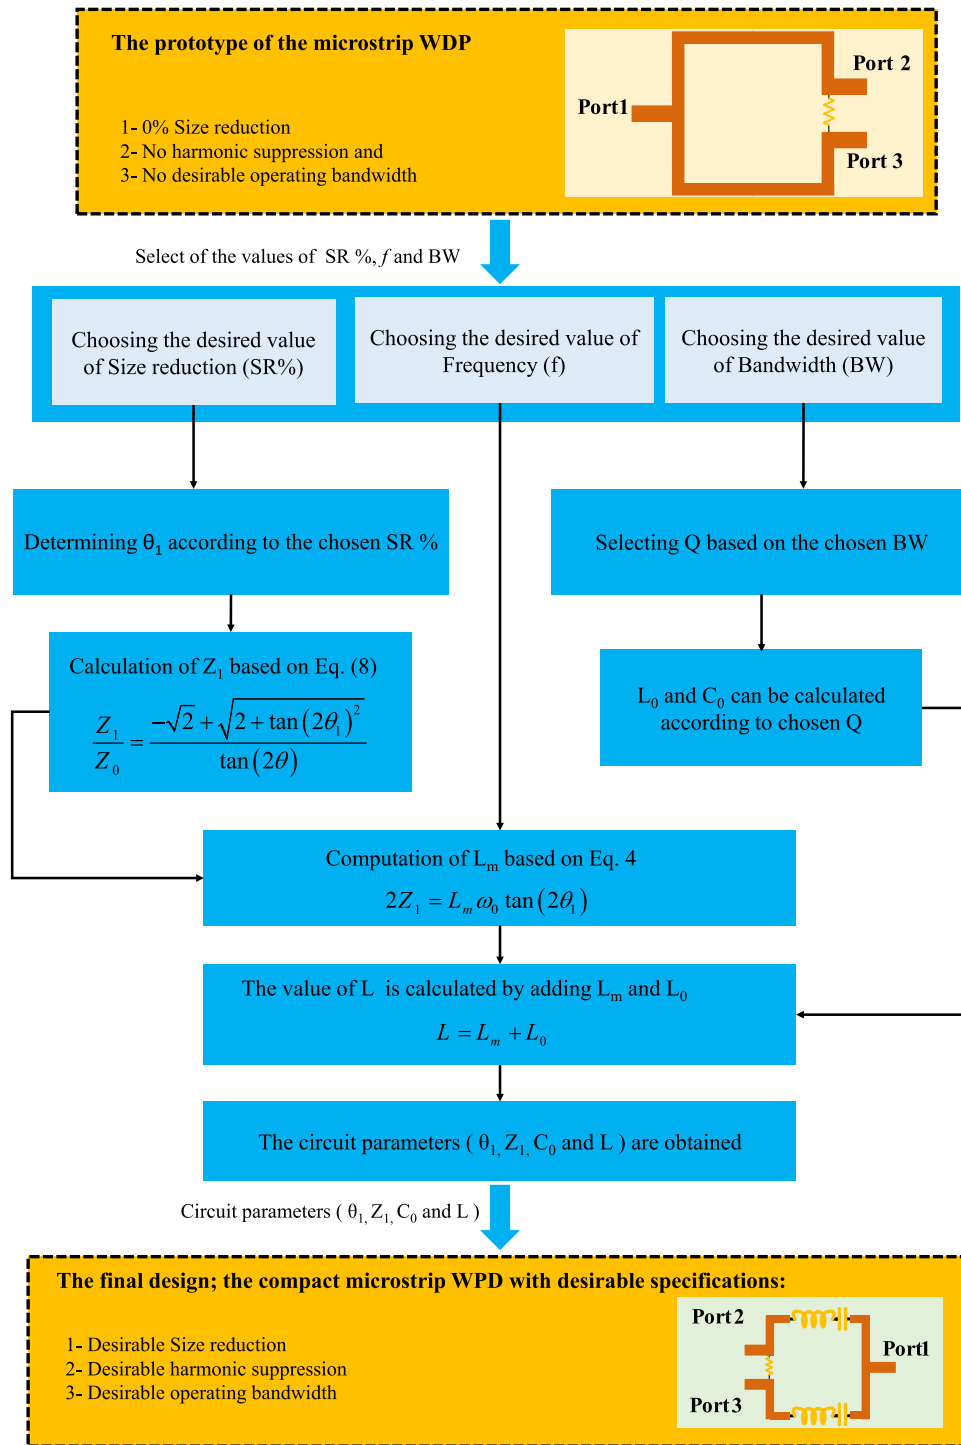 The prototype of the microstrip WDP
1- 0% Size reduction
2- No harmonic suppression and
3- No desirable operating bandwidth
Port1
Port 2
Port 3
Select of the values of SR %, f and BW
Choosing the desired value
of Size reduction (SR%)
Choosing the desired value of
Frequency (f)
Choosing the desired value
of Bandwidth (BW)
Determining θ₁ according to the chosen SR %
Selecting Q based on the chosen BW
Calculation of Z₁ based on Eq. (8)
Z₁/Z₀ = (−√2 + √(2 + tan(2θ₁)²)) / tan(2θ)
L₀ and C₀ can be calculated
according to chosen Q
Computation of Lₘ based on Eq. 4
2Z₁ = Lₘ ω₀ tan(2θ₁)
The value of L is calculated by adding Lₘ and L₀
L = Lₘ + L₀
The circuit parameters ( θ₁, Z₁, C₀ and L ) are obtained
Circuit parameters ( θ₁, Z₁, C₀ and L )
The final design; the compact microstrip WPD with desirable specifications:
1- Desirable Size reduction
2- Desirable harmonic suppression
3- Desirable operating bandwidth
Port2
Port1
Port3